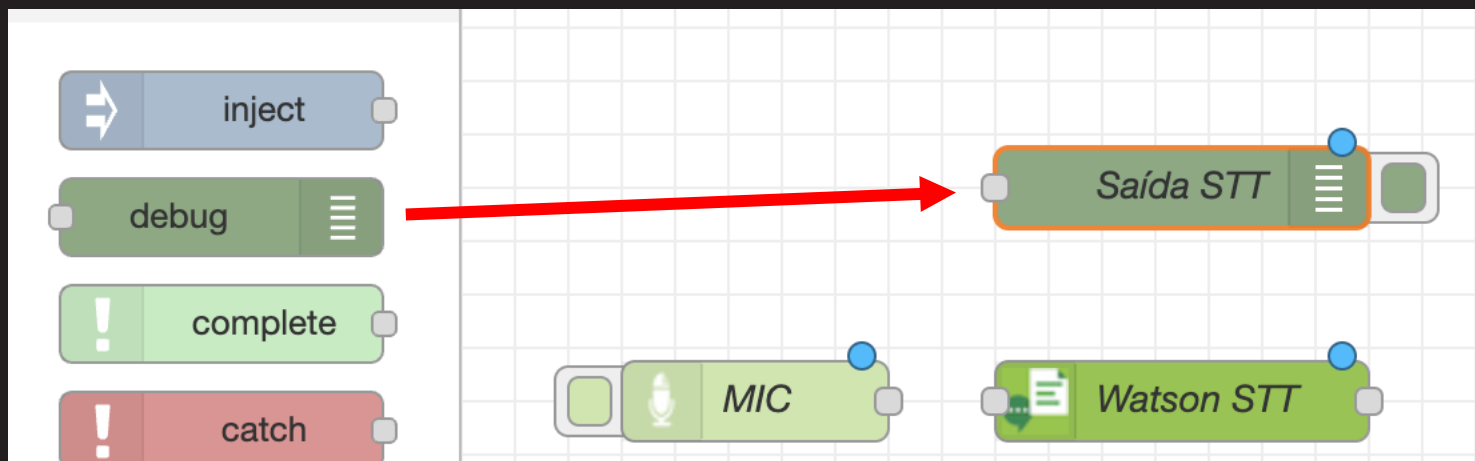 inject
debug
complete
catch
Saída STT
MIC
Watson STT